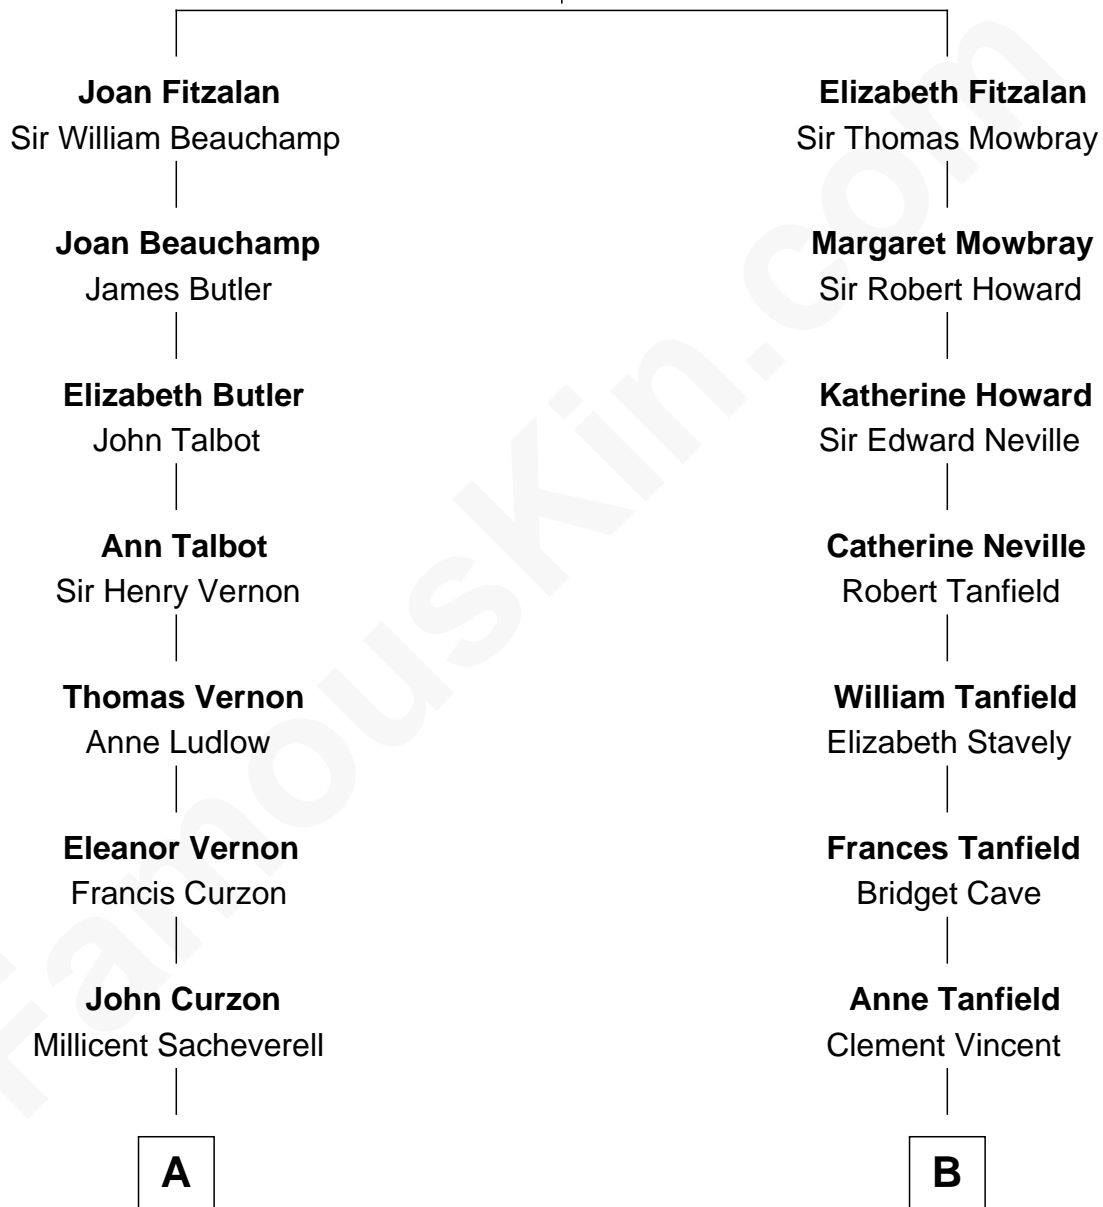 Joan Fitzalan
Sir William Beauchamp
Joan Beauchamp
James Butler
Elizabeth Butler
John Talbot
Ann Talbot
Sir Henry Vernon
Thomas Vernon
Anne Ludlow
Eleanor Vernon
Francis Curzon
John Curzon
Millicent Sacheverell
A
Elizabeth Fitzalan
Sir Thomas Mowbray
Margaret Mowbray
Sir Robert Howard
Katherine Howard
Sir Edward Neville
Catherine Neville
Robert Tanfield
William Tanfield
Elizabeth Stavely
Frances Tanfield
Bridget Cave
Anne Tanfield
Clement Vincent
B
FamousKin.com